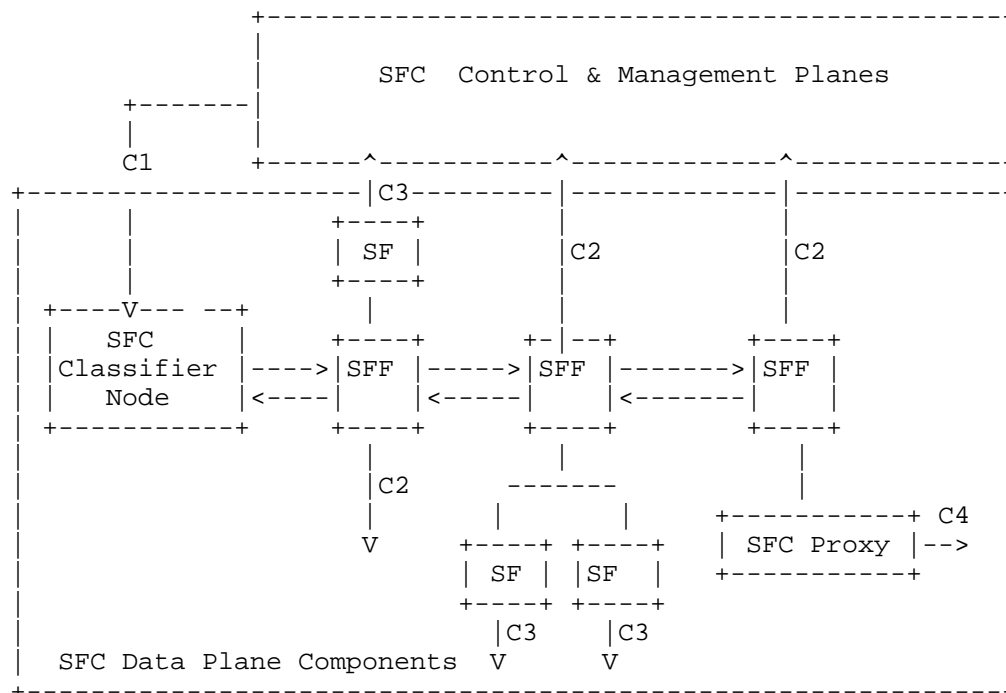 SFC Control & Management Planes
C1
C3
SF C2 C2
SFC
Classifier SFF SFF SFF
Node
C2
C4
SFC Proxy
SF SF
C3 C3
SFC Data Plane Components